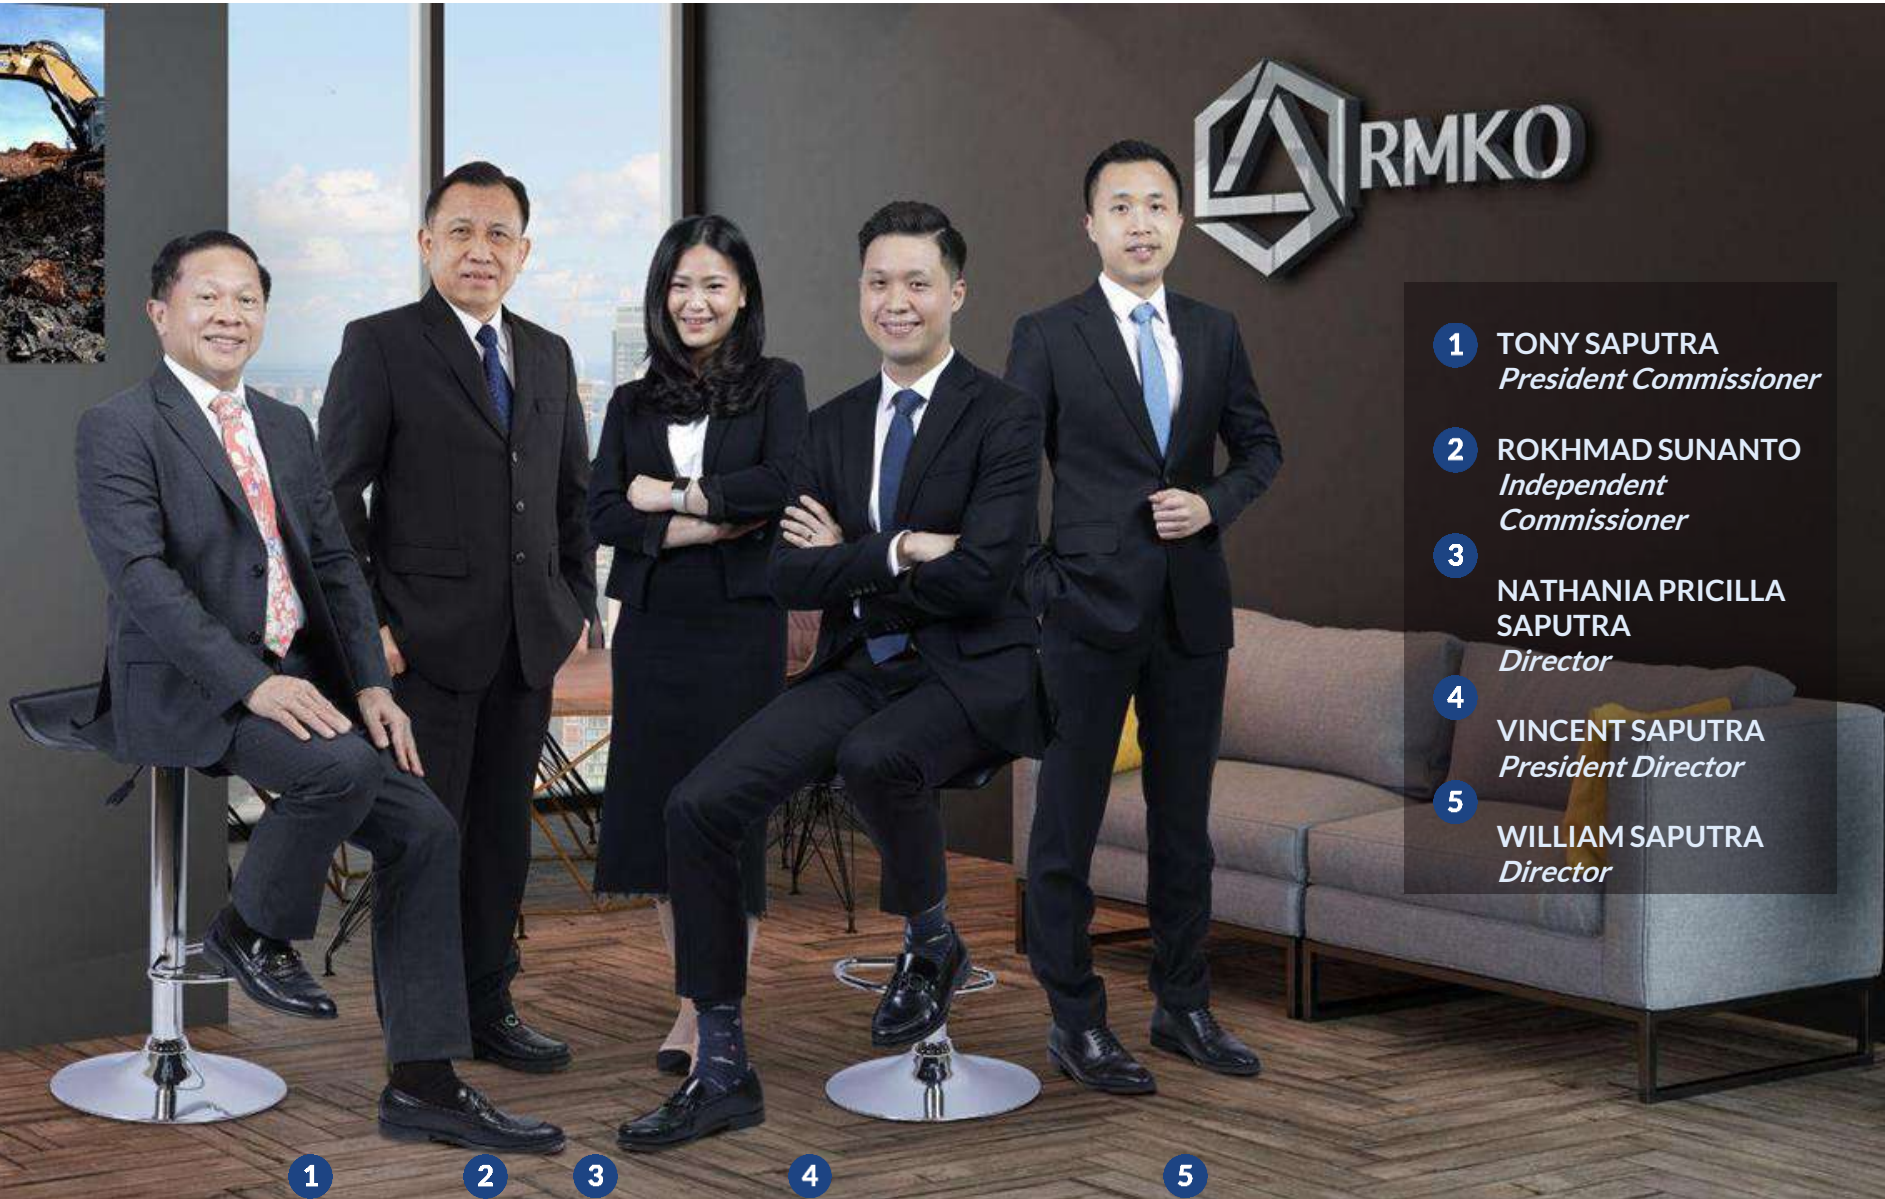 RMKO
1 TONY SAPUTRA
President Commissioner
2 ROKHMAD SUNANTO
Independent
Commissioner
3
NATHANIA PRICILLA
SAPUTRA
Director
4
VINCENT SAPUTRA
President Director
5
WILLIAM SAPUTRA
Director
1 2 3 4 5